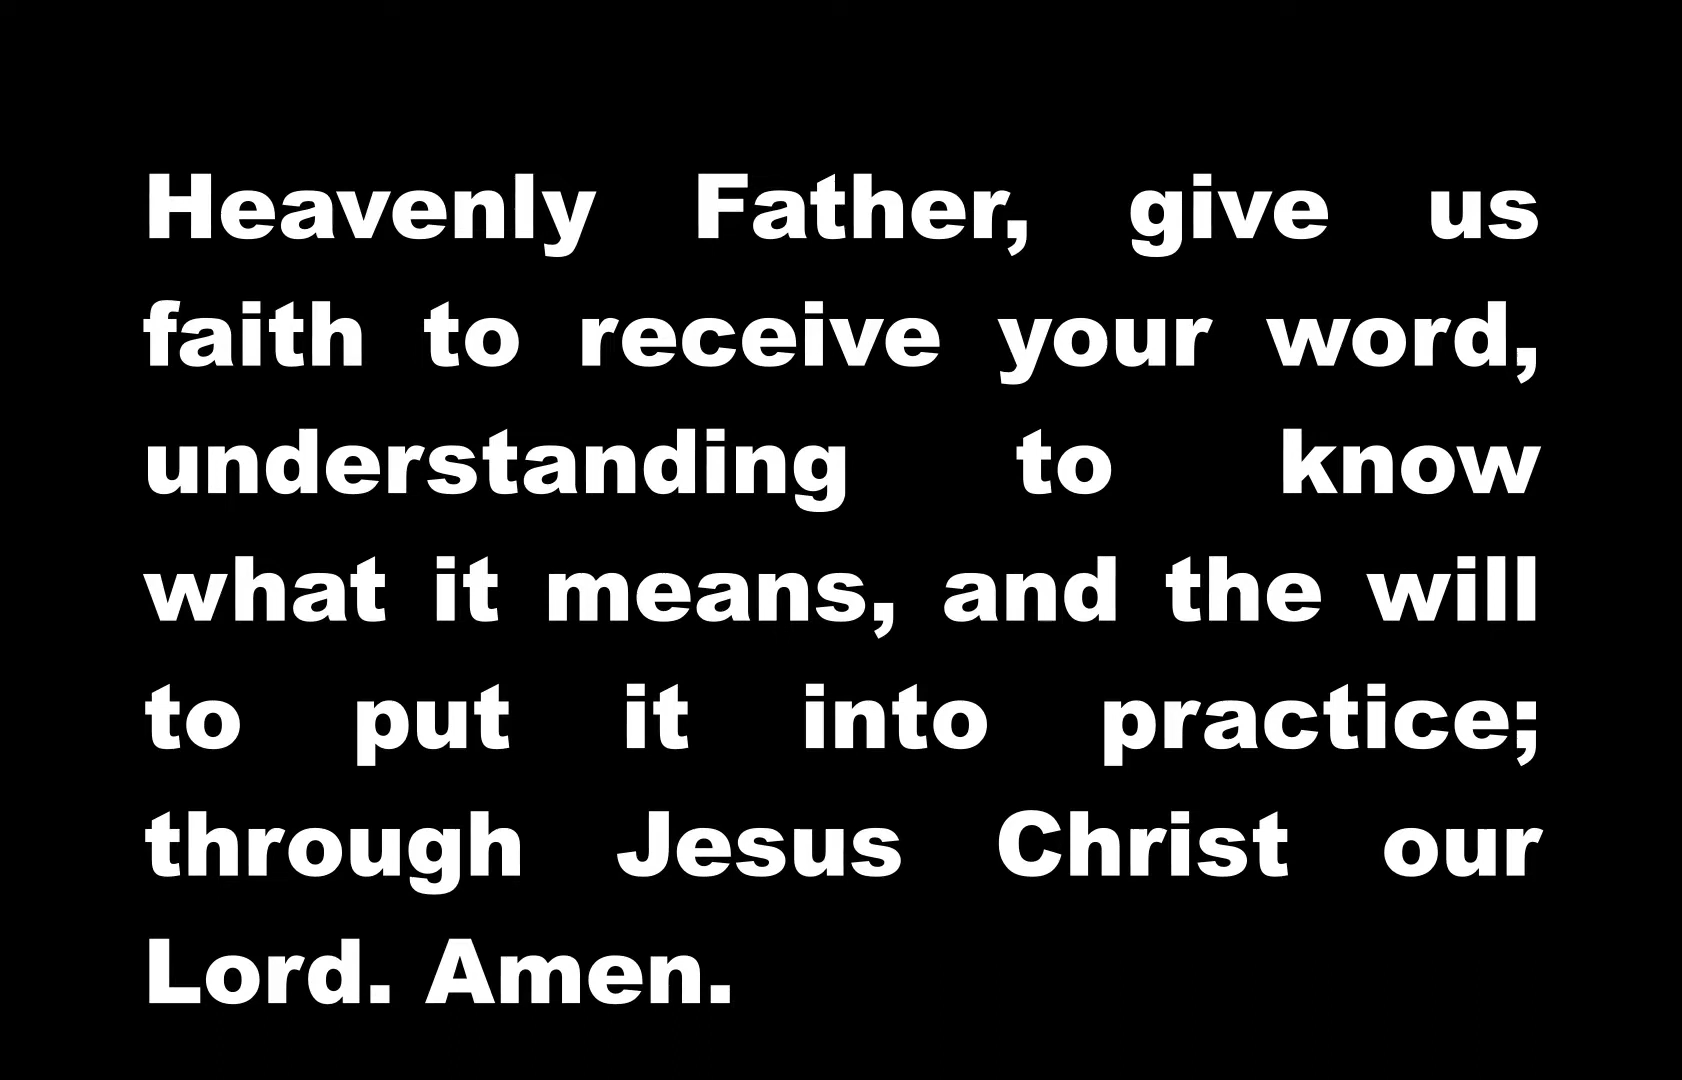 Heavenly Father, give us
faith to receive your word,
understanding to know
what it means, and the will
to put it into practice;
through Jesus Christ our
Lord. Amen.